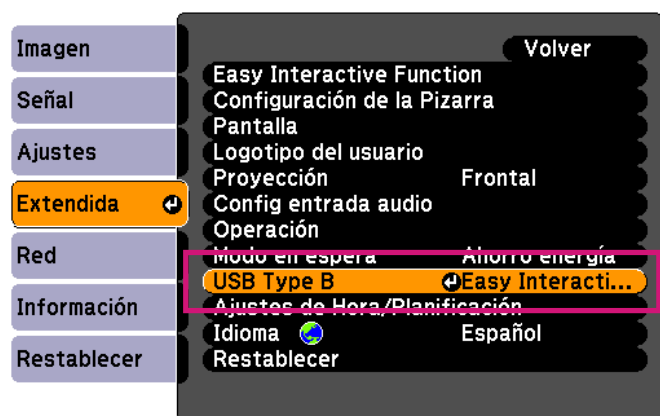 Imagen
Señal
Ajustes
Extendida
Red
Información
Restablecer
Volver
Easy Interactive Function
Configuración de la Pizarra
Pantalla
Logotipo del usuario
Proyección Frontal
Config entrada audio
Operación
Modo en espera Ahorro energía
USB Type B Easy Interacti...
Ajustes de Hora/Planificación
Idioma Español
Restablecer